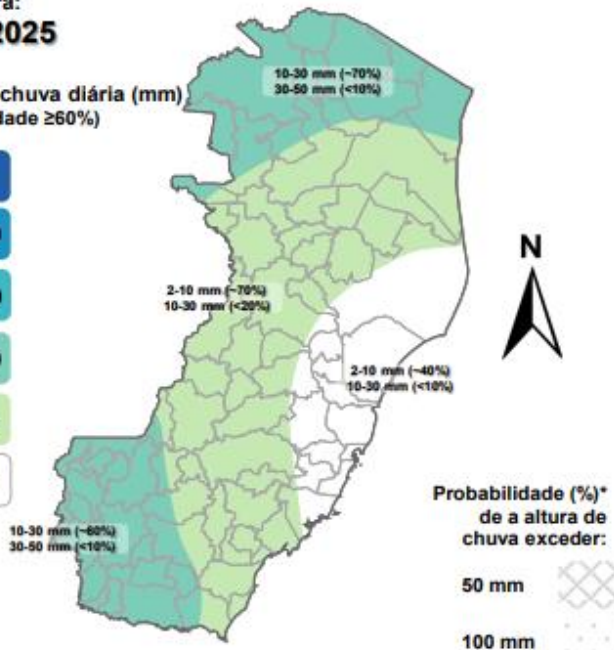 ra:
2025
chuva diária (mm)
dade ≥60%)
10-30 mm (~70%)
30-50 mm (<10%)
N
2-10 mm (~70%)
10-30 mm (<20%)
2-10 mm (~40%)
10-30 mm (<10%)
10-30 mm (~60%)
30-50 mm (<10%)
Probabilidade (%)*
de a altura de
chuva exceder:
50 mm
100 mm